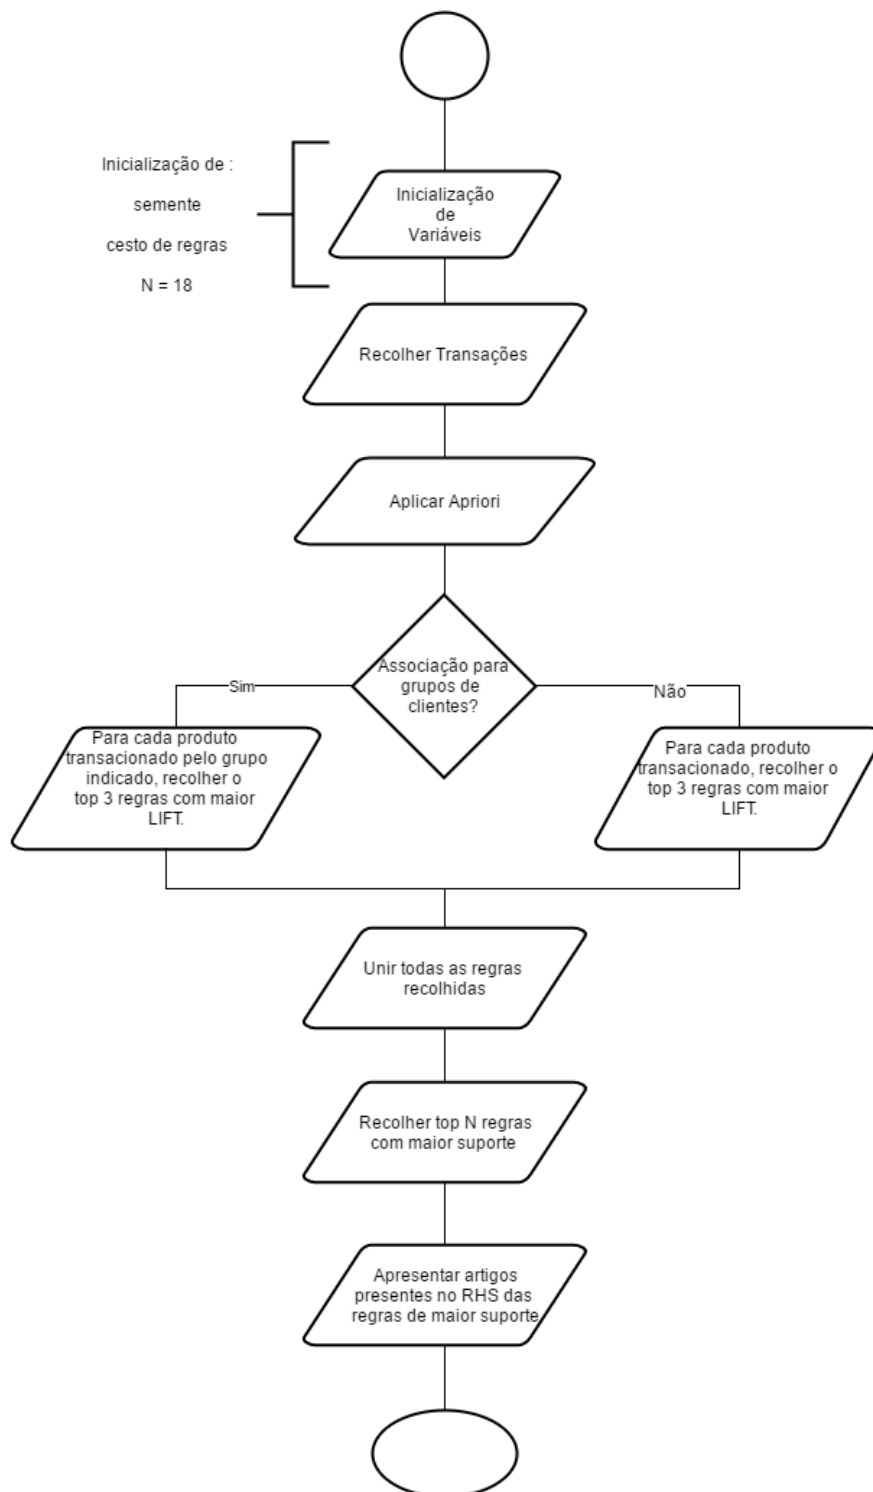 Inicialização de :
semente
cesto de regras
N = 18
Inicialização
de
Variáveis
Recolher Transações
Aplicar Apriori
Associação para
grupos de
clientes?
Sim
Não
Para cada produto
transacionado pelo grupo
indicado, recolher o
top 3 regras com maior
LIFT.
Para cada produto
transacionado, recolher o
top 3 regras com maior
LIFT.
Unir todas as regras
recolhidas
Recolher top N regras
com maior suporte
Apresentar artigos
presentes no RHS das
regras de maior suporte